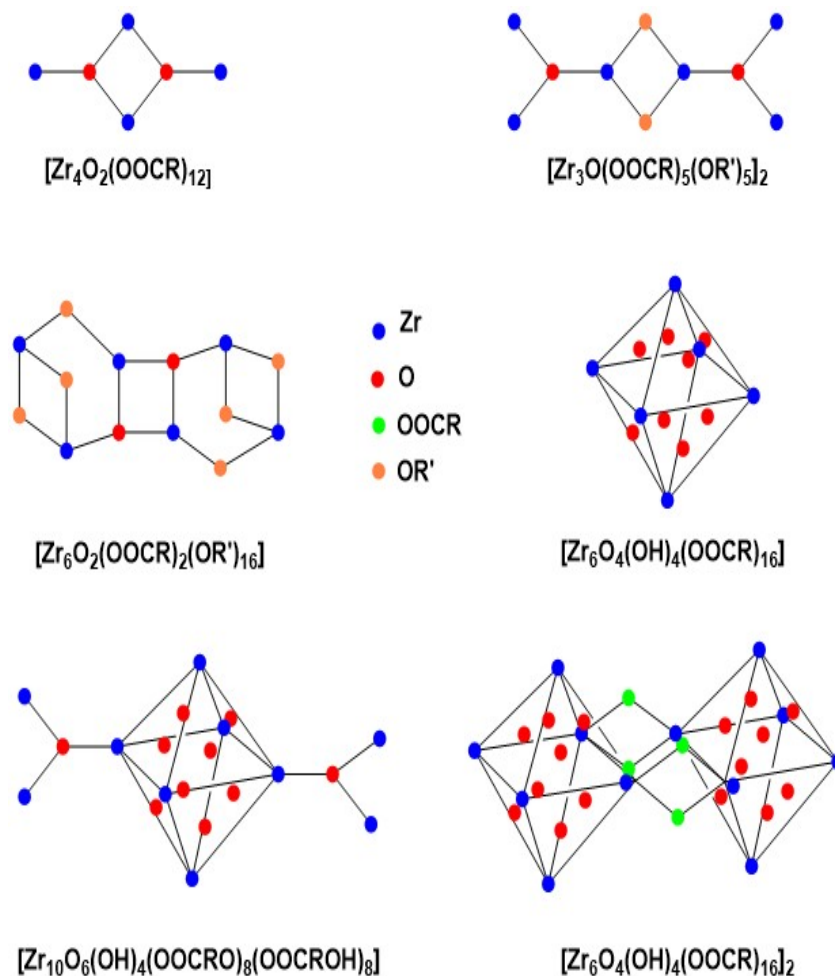 [Zr₄O₂(OOCR)₁₂]
[Zr₃O(OOCR)₅(OR')₅]₂
Zr
O
OOCR
OR'
[Zr₆O₂(OOCR)₂(OR')₁₆]
[Zr₆O₄(OH)₄(OOCR)₁₆]
[Zr₁₀O₆(OH)₄(OOCRO)₈(OOCROH)₈]
[Zr₆O₄(OH)₄(OOCR)₁₆]₂